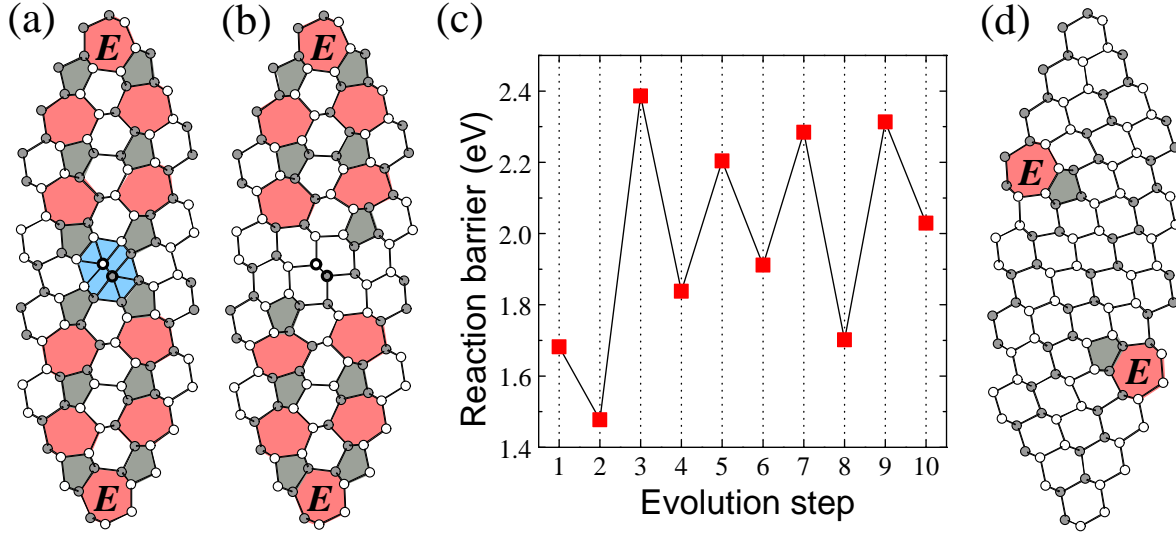 (a) (b) (c) (d)
E E
E
E E
Reaction barrier (eV)
2.4
2.2
2.0
1.8
1.6
1.4
1 2 3 4 5 6 7 8 9 10
Evolution step